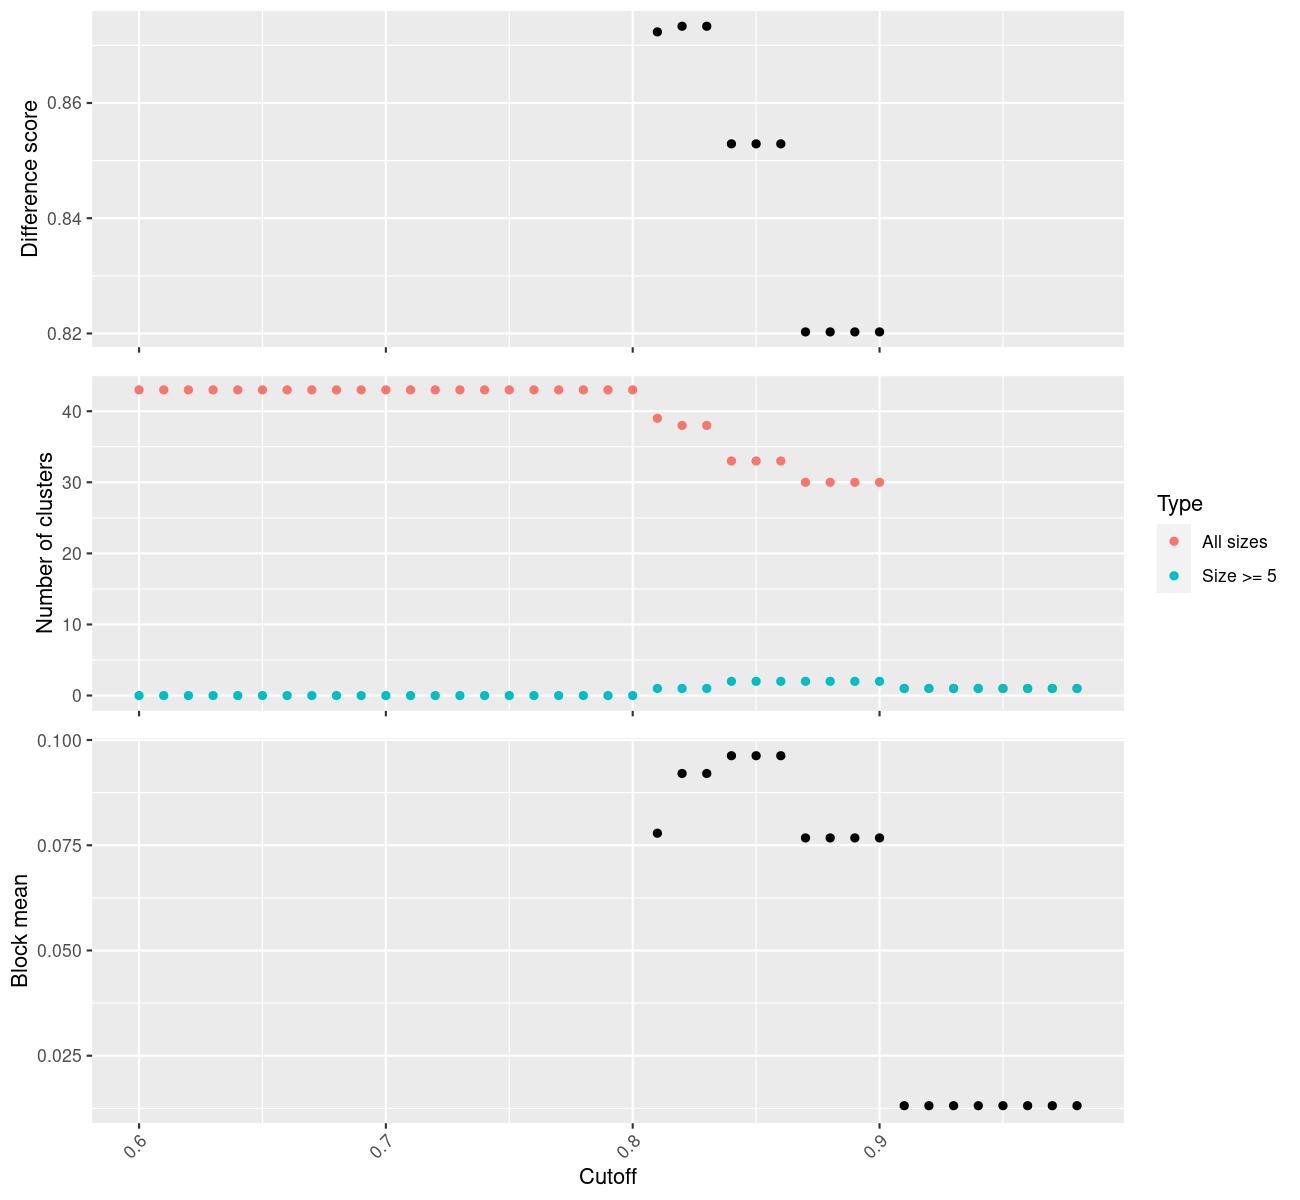 Difference score
0.86
0.84
0.82
Number of clusters
40
30
20
10
0
Type
All sizes
Size >= 5
Block mean
0.100
0.075
0.050
0.025
0.6
0.7
0.8
0.9
Cutoff